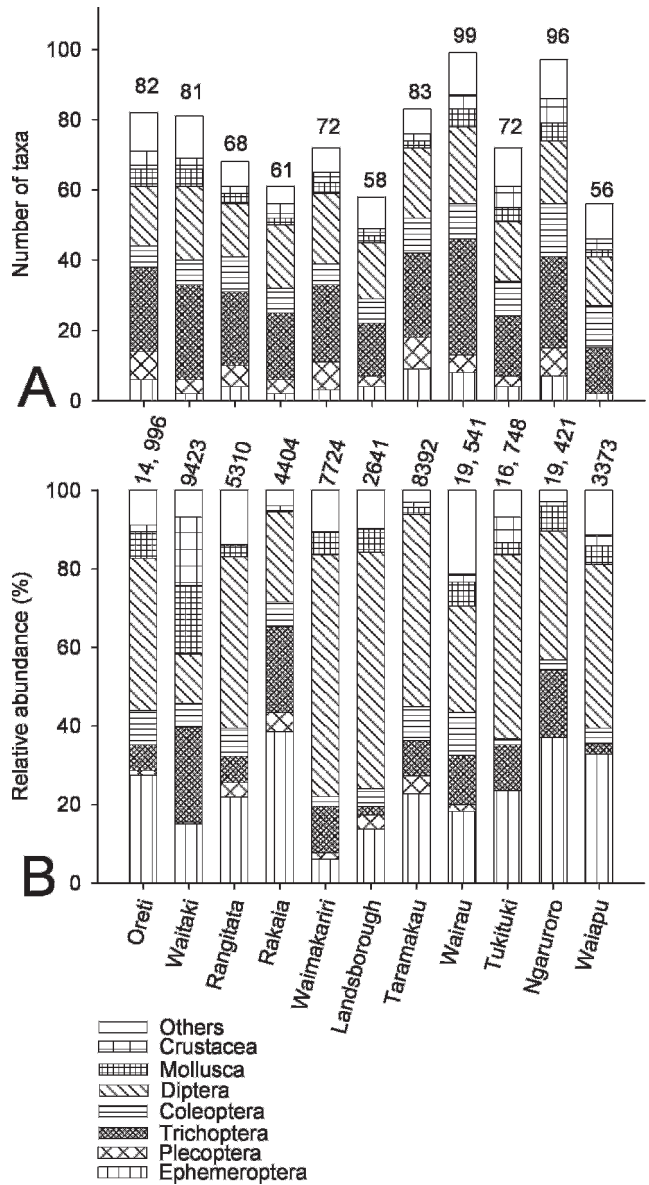 100
80
60
40
20
0
Number of taxa
82
81
68
61
72
58
83
99
72
96
56
A
14, 996
9423
5310
4404
7724
2641
8392
19, 541
16, 748
19, 421
3373
100
80
60
40
20
0
Relative abundance (%)
B
Oreti
Waitaki
Rangitata
Rakaia
Waimakariri
Landsborough
Taramakau
Wairau
Tukituki
Ngaruroro
Waiapu
Others
Crustacea
Mollusca
Diptera
Coleoptera
Trichoptera
Plecoptera
Ephemeroptera